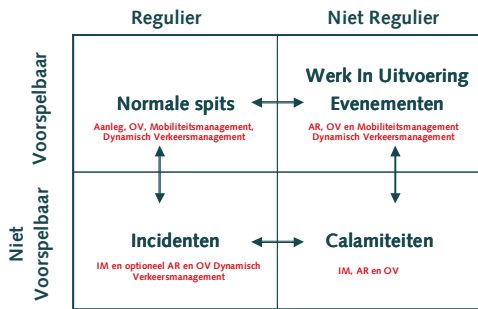 Regulier
Niet Regulier
Voorspelbaar
Normale spits
Aanleg, OV, Mobiliteitsmanagement,
Dynamisch Verkeersmanagement
Werk In Uitvoering
Evenementen
AR, OV en Mobiliteitsmanagement
Dynamisch Verkeersmanagement
Niet
Voorspelbaar
Incidenten
IM en optioneel AR en OV Dynamisch
Verkeersmanagement
Calamiteiten
IM, AR en OV